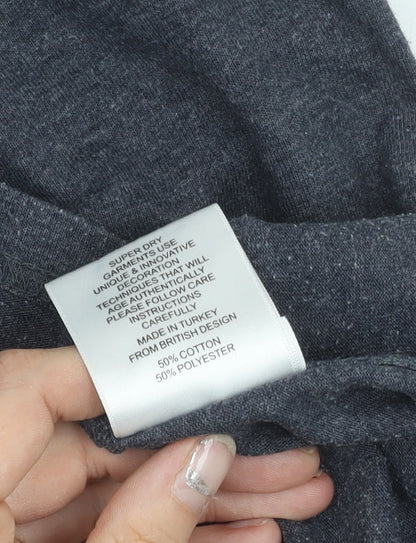 SUPER DRY
GARMENTS USE
UNIQUE & INNOVATIVE
DECORATION
TECHNIQUES THAT WILL
AGE AUTHENTICALLY
PLEASE FOLLOW CARE
INSTRUCTIONS
CAREFULLY
MADE IN TURKEY
FROM BRITISH DESIGN
50% COTTON
50% POLYESTER